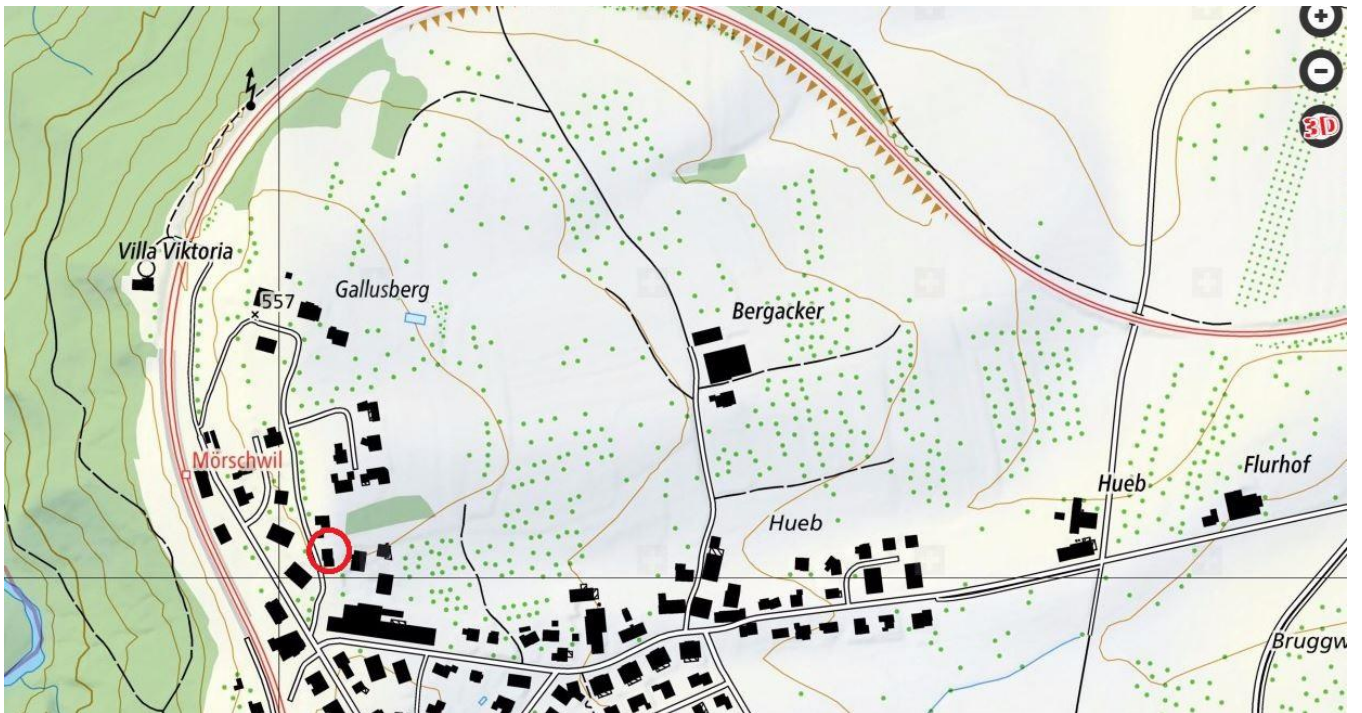 3D
Villa Viktoria
557
Gallusberg
Bergacker
Mörschwil
Hueb
Flurhof
Hueb
Bruggw